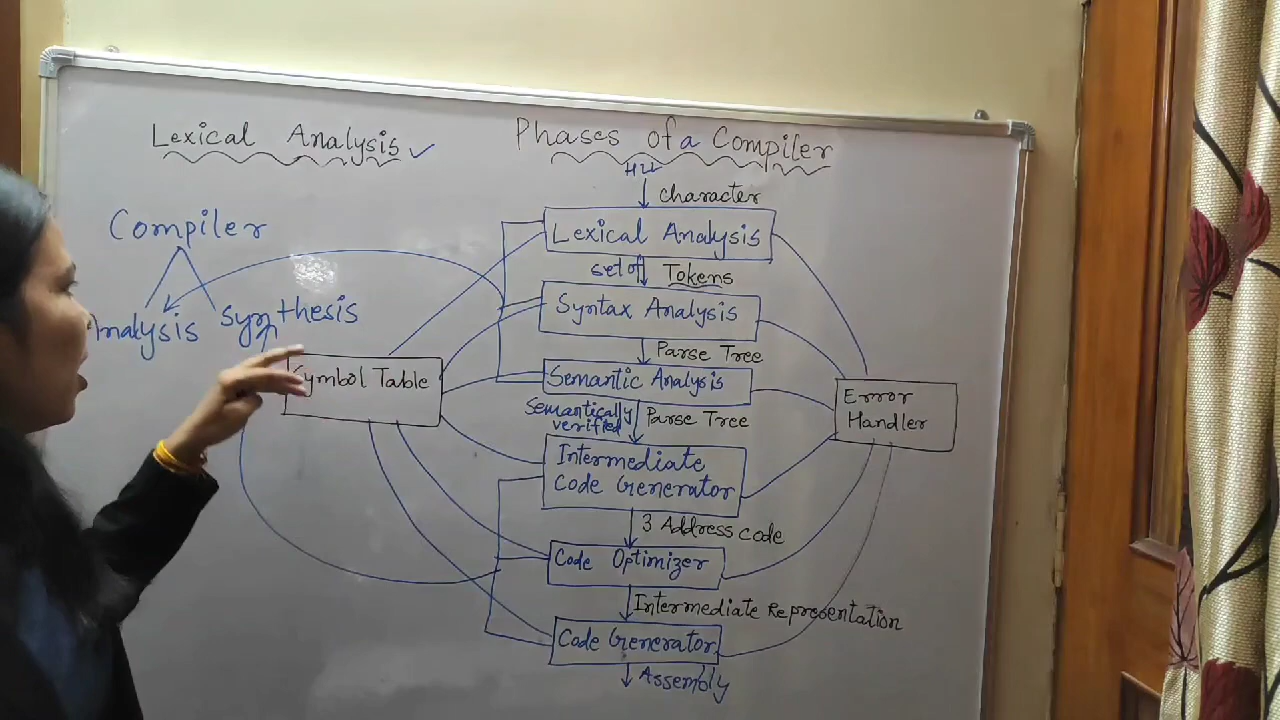 Lexical Analysis
Phases of a Compiler
HLL
character
Compiler
Lexical Analysis
set of Tokens
Analysis
Synthesis
Syntax Analysis
Parse Tree
Symbol Table
Semantic Analysis
Error
Handler
Semantically
verified
Parse Tree
Intermediate
Code Generator
3 Address code
Code Optimizer
Intermediate Representation
Code Generator
Assembly